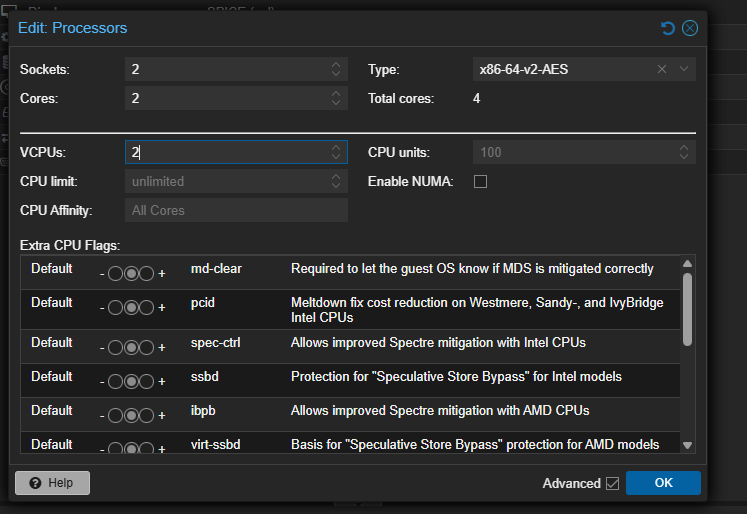 Edit: Processors
Sockets: 2 Type: x86-64-v2-AES
Cores: 2 Total cores: 4
VCPUs: 2 CPU units: 100
CPU limit: unlimited Enable NUMA:
CPU Affinity: All Cores
Extra CPU Flags:
Default - + md-clear Required to let the guest OS know if MDS is mitigated correctly
Default - + pcid Meltdown fix cost reduction on Westmere, Sandy-, and IvyBridge
Intel CPUs
Default - + spec-ctrl Allows improved Spectre mitigation with Intel CPUs
Default - + ssbd Protection for "Speculative Store Bypass" for Intel models
Default - + ibpb Allows improved Spectre mitigation with AMD CPUs
Default - + virt-ssbd Basis for "Speculative Store Bypass" protection for AMD models
? Help Advanced OK